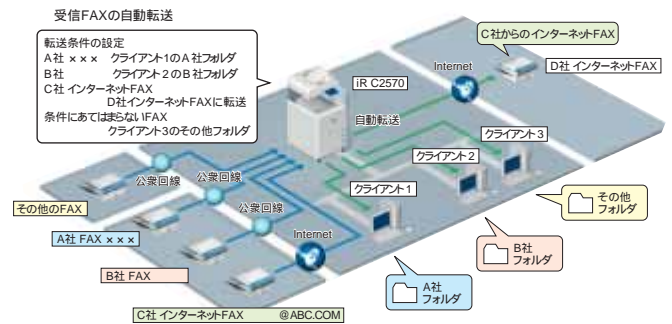 受信FAXの自動転送
転送条件の設定
A社 ××× クライアント1のA社フォルダ
B社 クライアント2のB社フォルダ
C社 インターネットFAX
D社インターネットFAXに転送
条件にあてはまらないFAX
クライアント3のその他フォルダ
C社からのインターネットFAX
Internet
D社 インターネットFAX
iR C2570
自動転送
クライアント3
クライアント2
クライアント1
公衆回線
公衆回線
公衆回線
Internet
その他のFAX
A社 FAX ×××
B社 FAX
C社 インターネットFAX @ABC.COM
その他
フォルダ
B社
フォルダ
A社
フォルダ